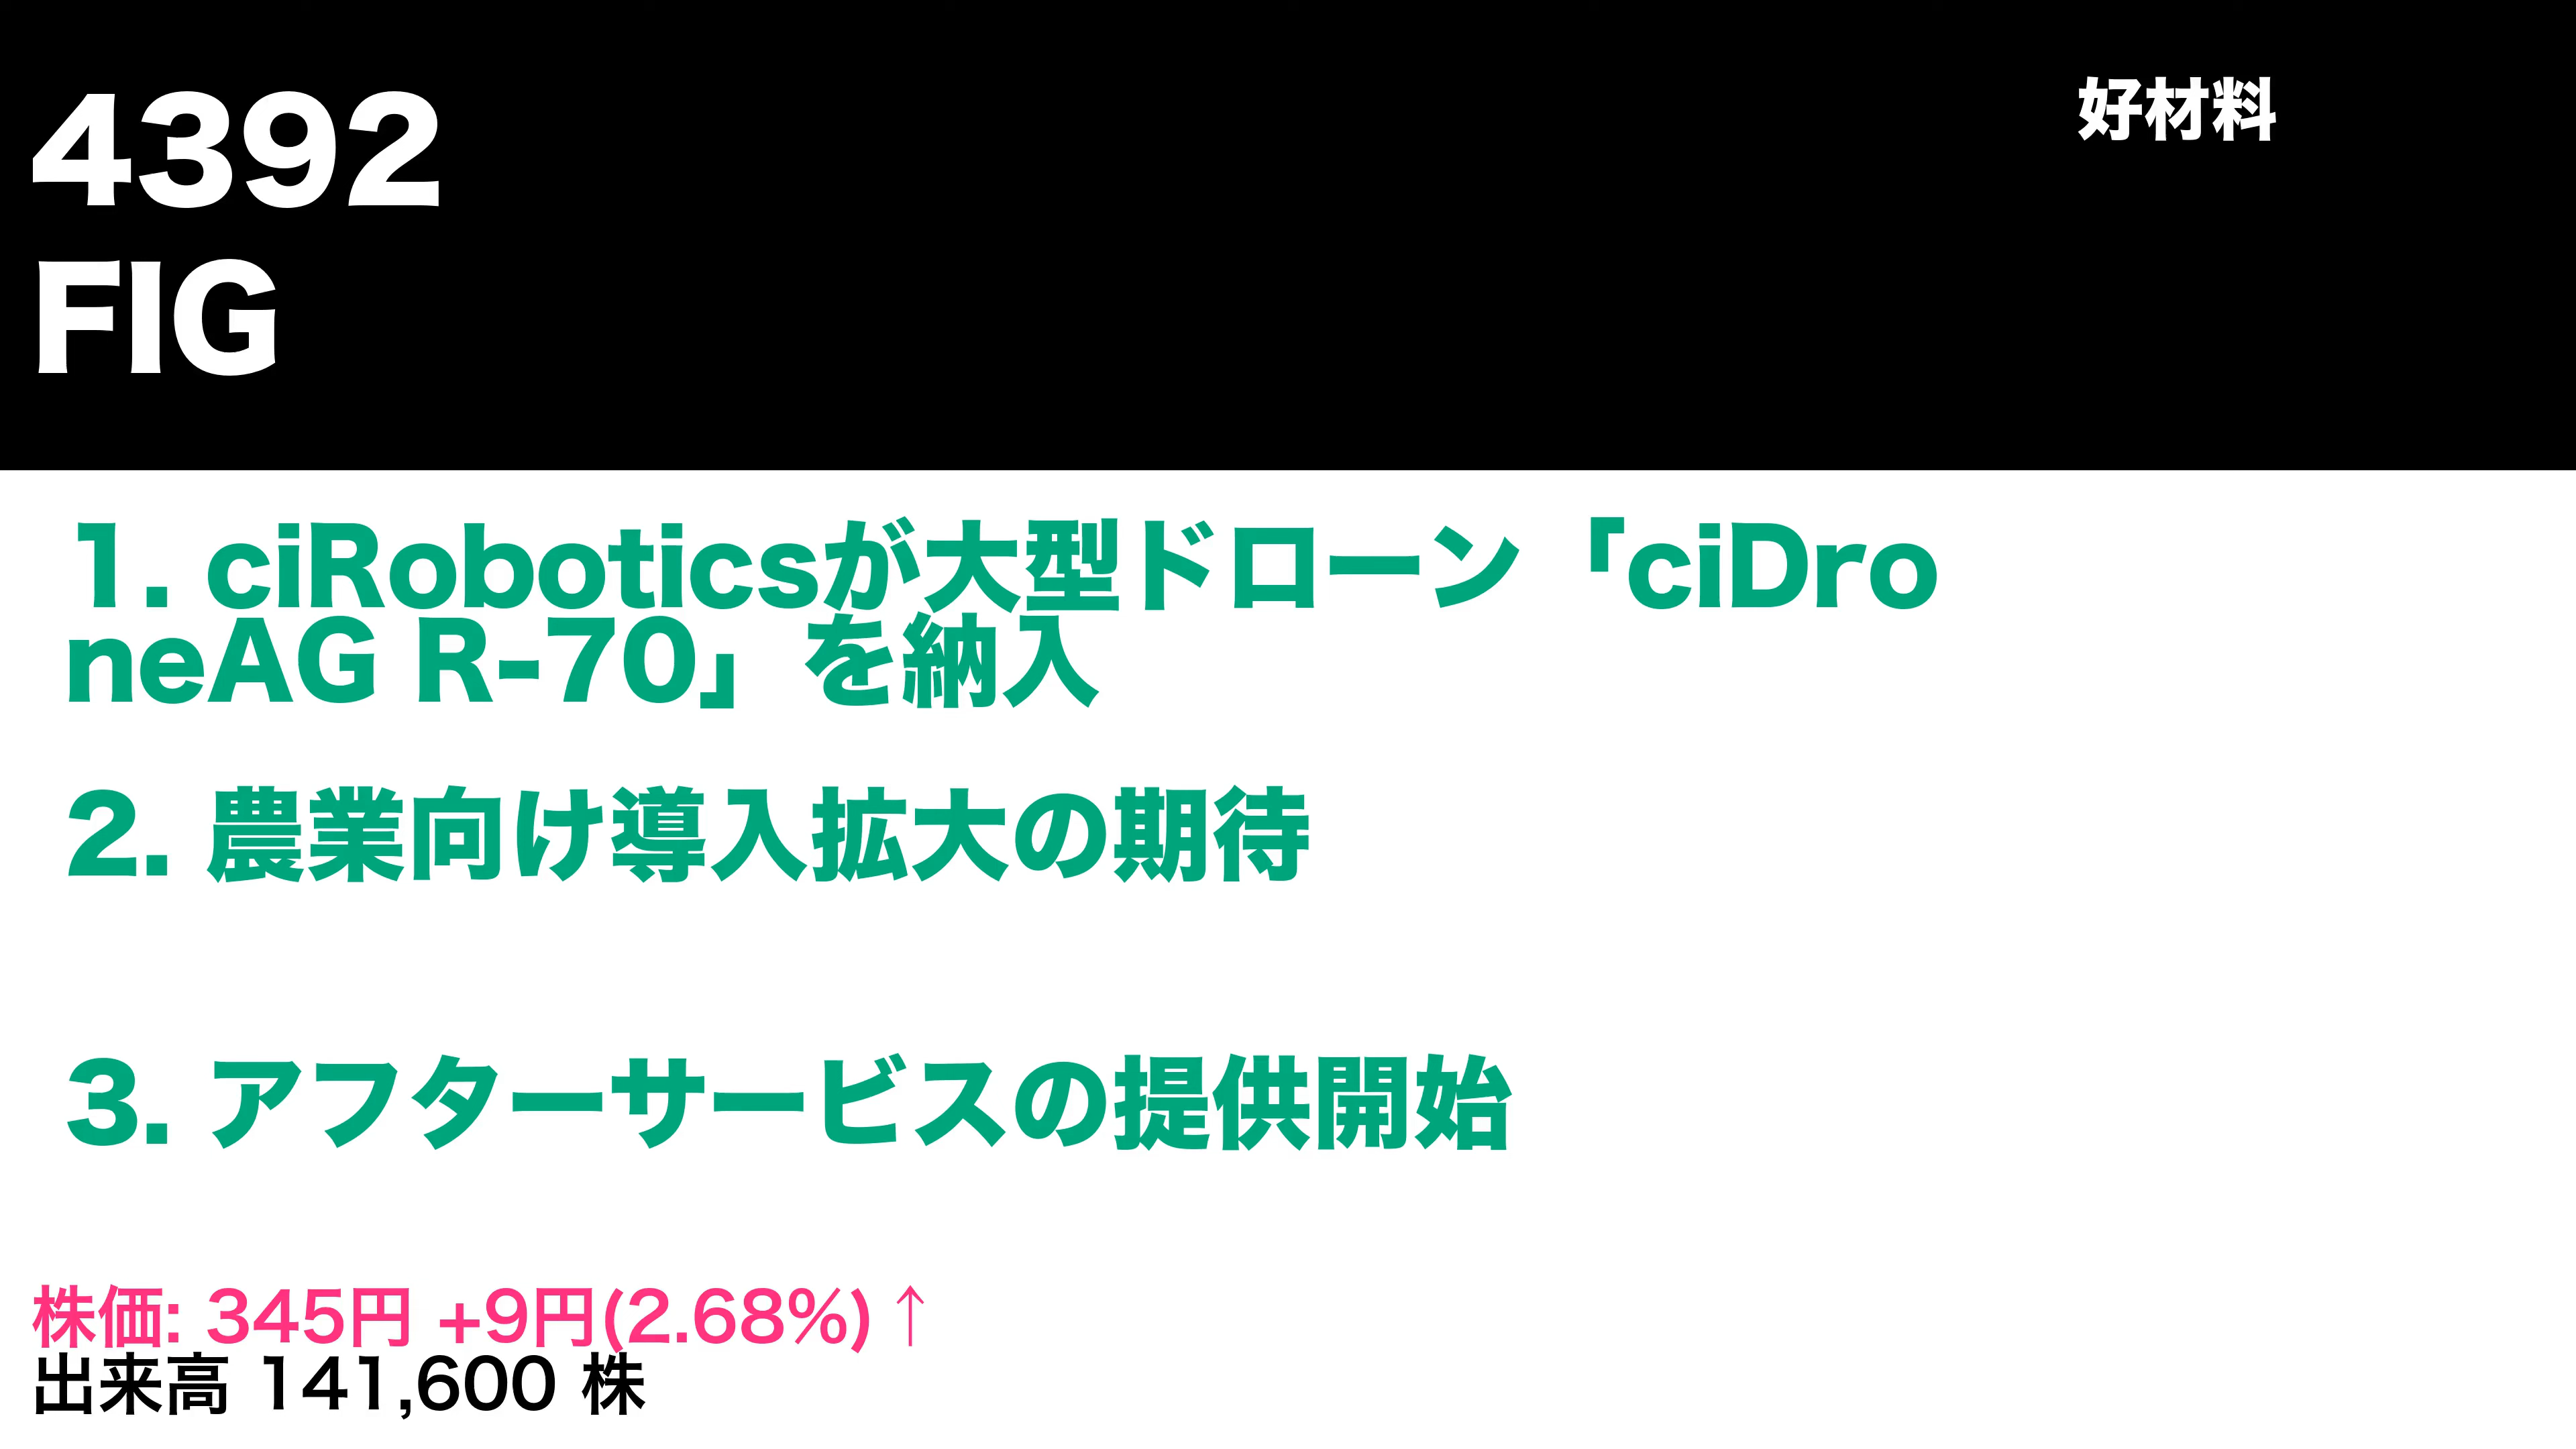 4392
FIG
好材料
1. ciRoboticsが大型ドローン「ciDro
neAG R-70」を納入
2. 農業向け導入拡大の期待
3. アフターサービスの提供開始
株価: 345円 +9円(2.68%)↑
出来高 141,600 株